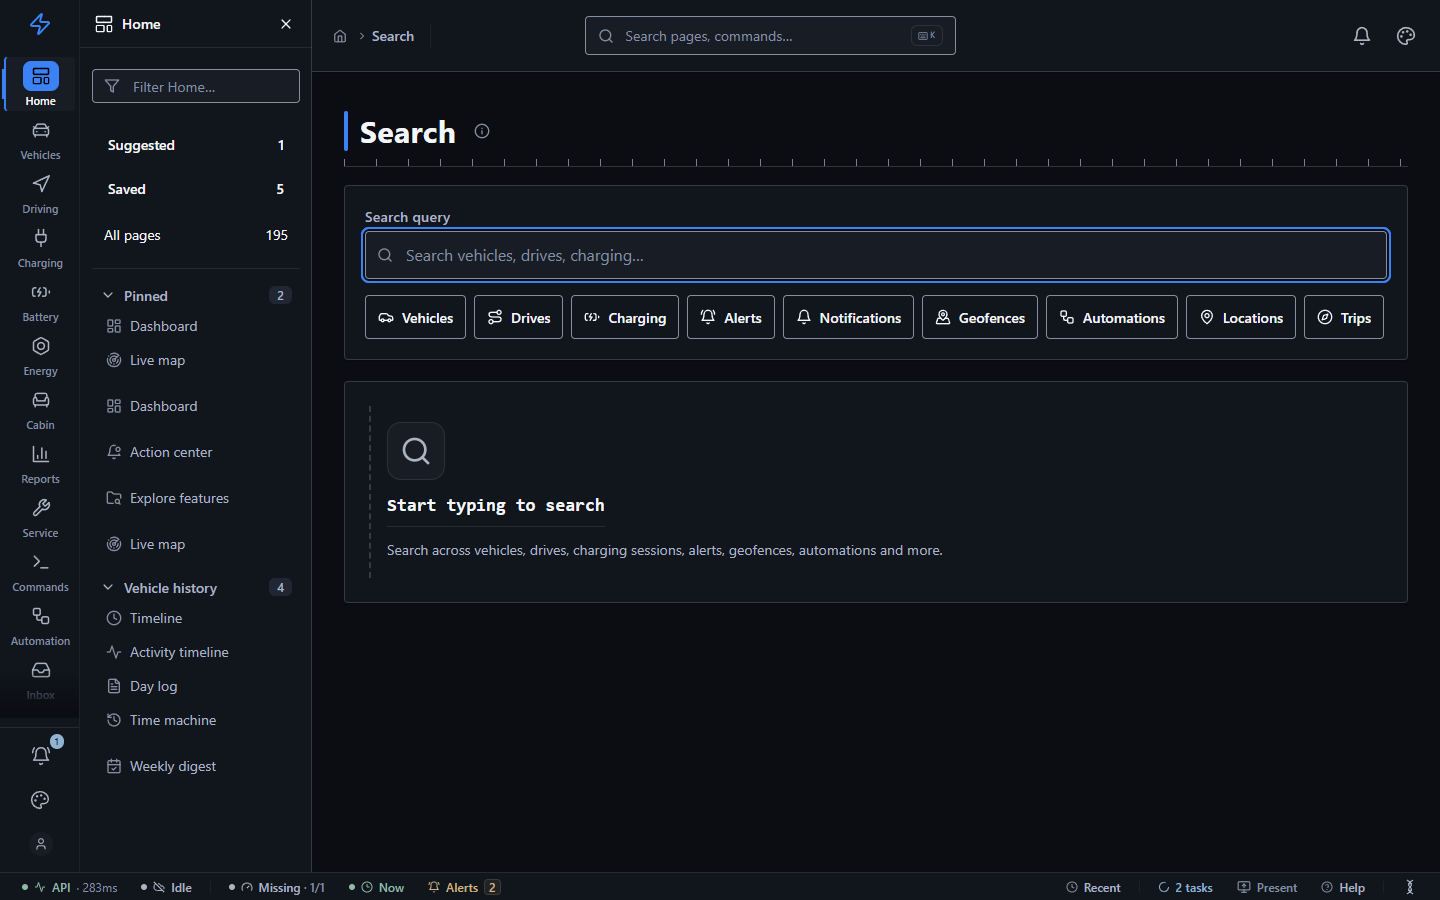 Home
Vehicles
Driving
Charging
Battery
Energy
Cabin
Reports
Service
Commands
Automation
Inbox
1
Home
Filter Home...
Suggested 1
Saved 5
All pages 195
Pinned 2
Dashboard
Live map
Dashboard
Action center
Explore features
Live map
Vehicle history 4
Timeline
Activity timeline
Day log
Time machine
Weekly digest
Search
Search pages, commands... K
Search
Search query
Search vehicles, drives, charging...
Vehicles Drives Charging Alerts Notifications Geofences Automations Locations Trips
Start typing to search
Search across vehicles, drives, charging sessions, alerts, geofences, automations and more.
API · 283ms Idle Missing · 1/1 Now Alerts 2 Recent 2 tasks Present Help